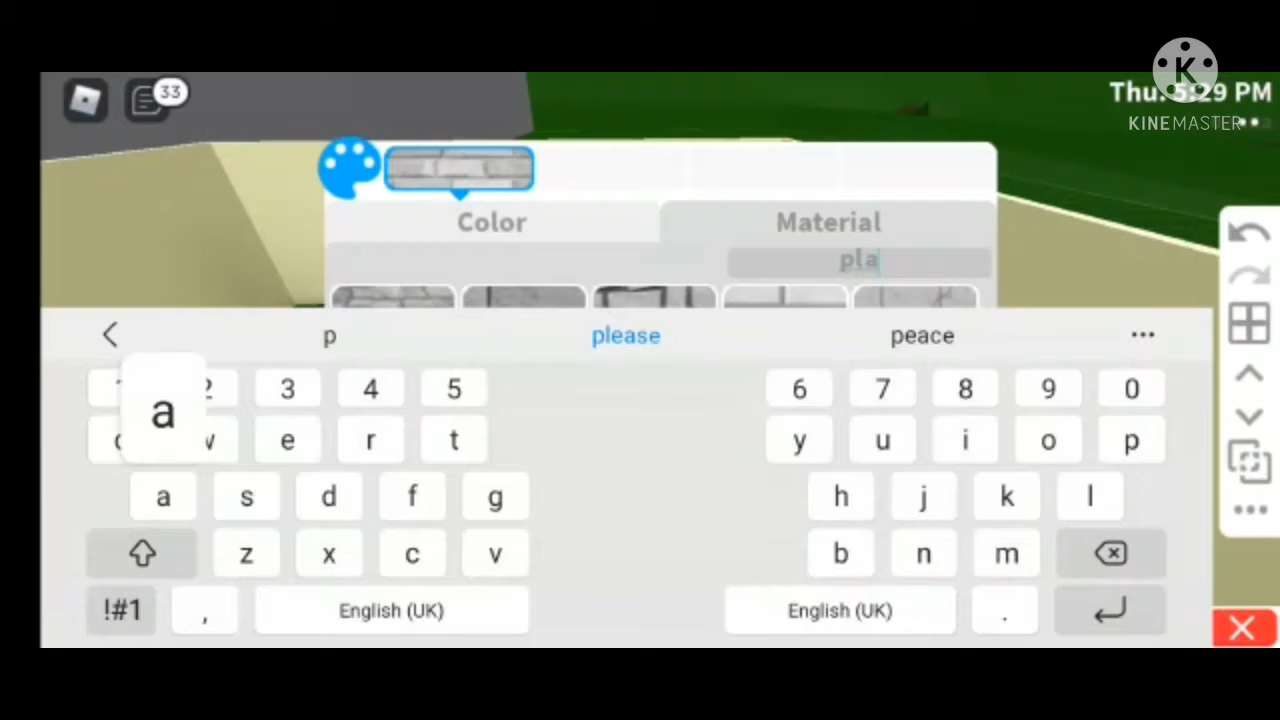 33
Thu. 5:29 PM
KINEMASTER
Color Material
pla
p please peace
2 3 4 5 6 7 8 9 0
a
e r t y u i o p
a s d f g h j k l
z x c v b n m
!#1 , English (UK) English (UK) .